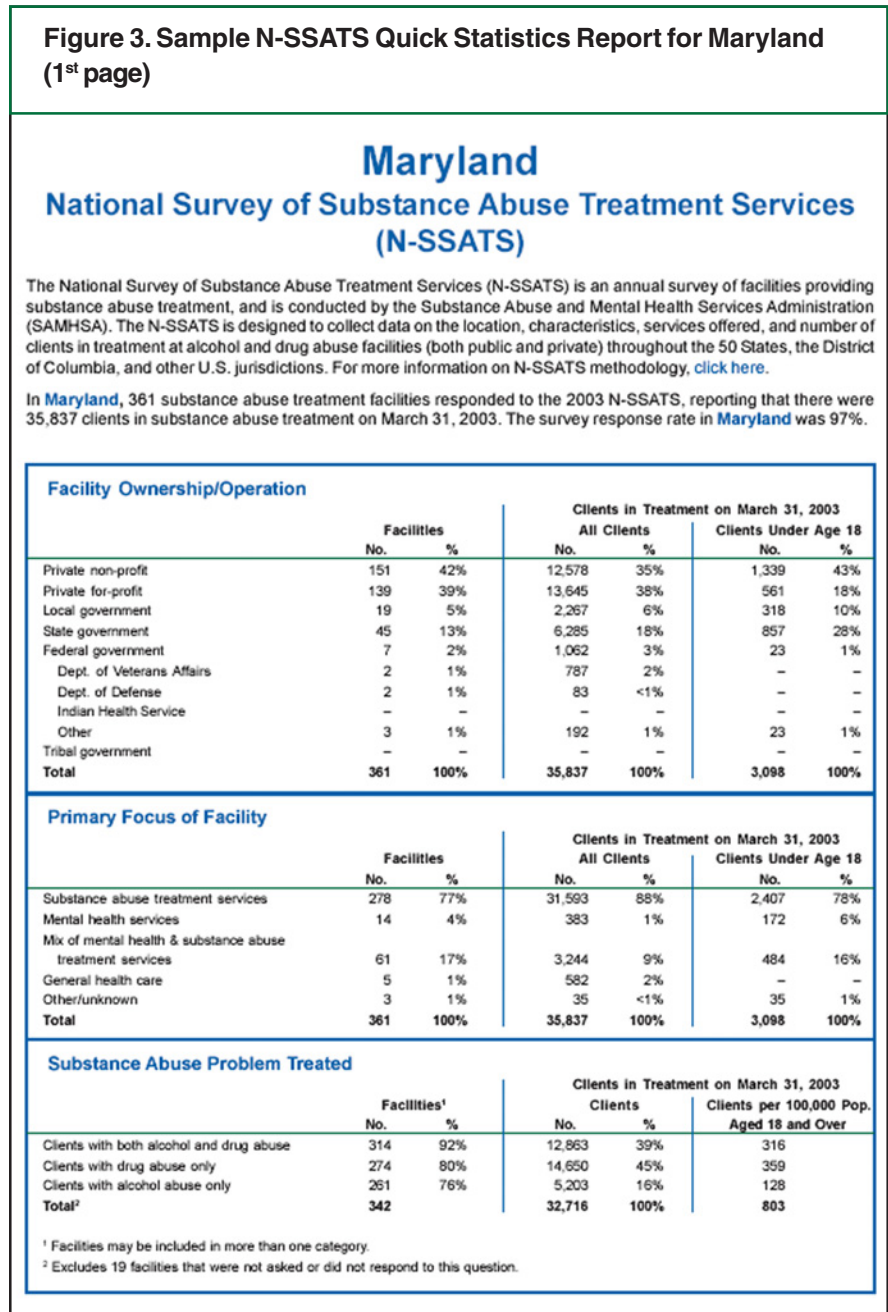 Figure 3. Sample N-SSATS Quick Statistics Report for Maryland
(1st page)
Maryland
National Survey of Substance Abuse Treatment Services
(N-SSATS)
The National Survey of Substance Abuse Treatment Services (N-SSATS) is an annual survey of facilities providing
substance abuse treatment, and is conducted by the Substance Abuse and Mental Health Services Administration
(SAMHSA). The N-SSATS is designed to collect data on the location, characteristics, services offered, and number of
clients in treatment at alcohol and drug abuse facilities (both public and private) throughout the 50 States, the District
of Columbia, and other U.S. jurisdictions. For more information on N-SSATS methodology, click here.
In Maryland, 361 substance abuse treatment facilities responded to the 2003 N-SSATS, reporting that there were
35,837 clients in substance abuse treatment on March 31, 2003. The survey response rate in Maryland was 97%.
Facility Ownership/Operation
Clients in Treatment on March 31, 2003
Facilities All Clients Clients Under Age 18
No. % No. % No. %
Private non-profit 151 42% 12,578 35% 1,339 43%
Private for-profit 139 39% 13,645 38% 561 18%
Local government 19 5% 2,267 6% 318 10%
State government 45 13% 6,285 18% 857 28%
Federal government 7 2% 1,062 3% 23 1%
Dept. of Veterans Affairs 2 1% 787 2% – –
Dept. of Defense 2 1% 83 <1% – –
Indian Health Service – – – – – –
Other 3 1% 192 1% 23 1%
Tribal government – – – – – –
Total 361 100% 35,837 100% 3,098 100%
Primary Focus of Facility
Clients in Treatment on March 31, 2003
Facilities All Clients Clients Under Age 18
No. % No. % No. %
Substance abuse treatment services 278 77% 31,593 88% 2,407 78%
Mental health services 14 4% 383 1% 172 6%
Mix of mental health & substance abuse
treatment services 61 17% 3,244 9% 484 16%
General health care 5 1% 582 2% – –
Other/unknown 3 1% 35 <1% 35 1%
Total 361 100% 35,837 100% 3,098 100%
Substance Abuse Problem Treated
Clients in Treatment on March 31, 2003
Facilities¹ Clients Clients per 100,000 Pop.
No. % No. % Aged 18 and Over
Clients with both alcohol and drug abuse 314 92% 12,863 39% 316
Clients with drug abuse only 274 80% 14,650 45% 359
Clients with alcohol abuse only 261 76% 5,203 16% 128
Total² 342 32,716 100% 803
¹ Facilities may be included in more than one category.
² Excludes 19 facilities that were not asked or did not respond to this question.